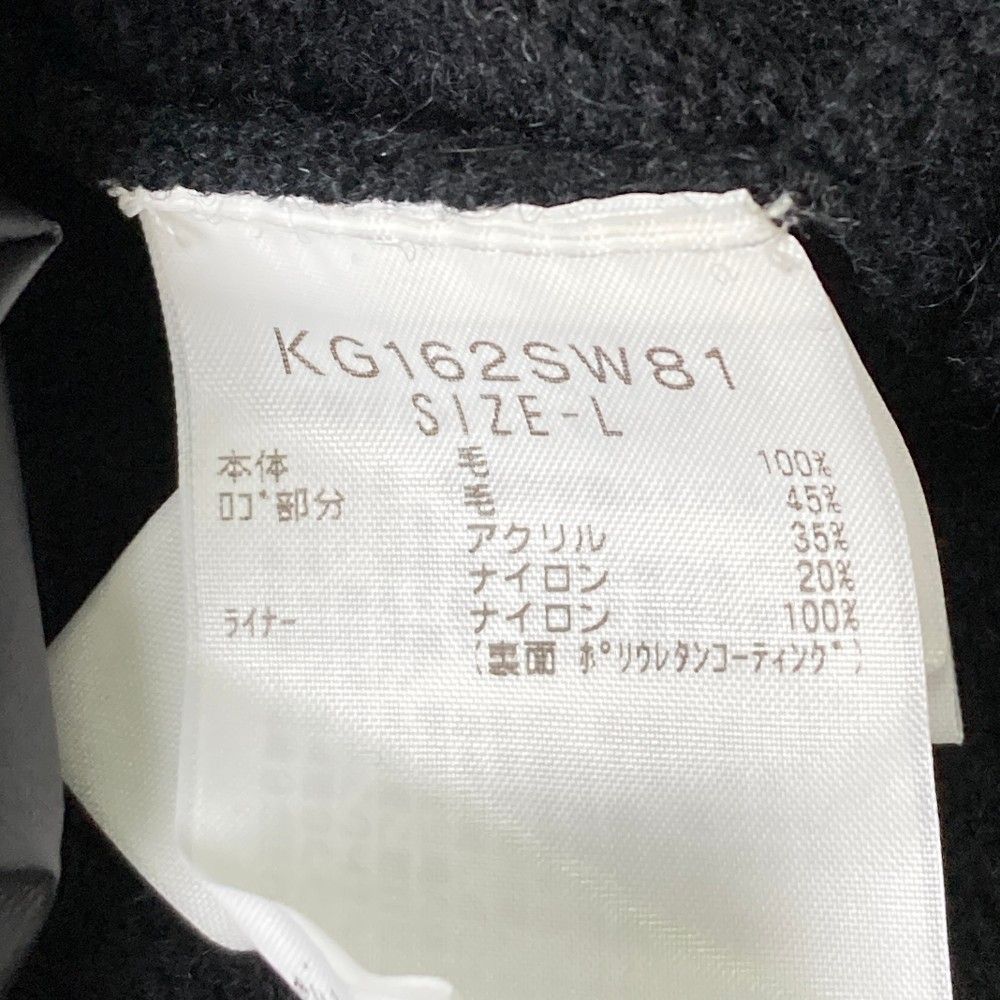 KG162SW81
SIZE-L
本体 100%
ﾛｺﾞ部分 45%
アクリル 35%
ナイロン 20%
ﾗｲﾅｰ ナイロン 100%
(裏面 ﾎﾟﾘｳﾚﾀﾝｺｰﾃｨﾝｸﾞ)